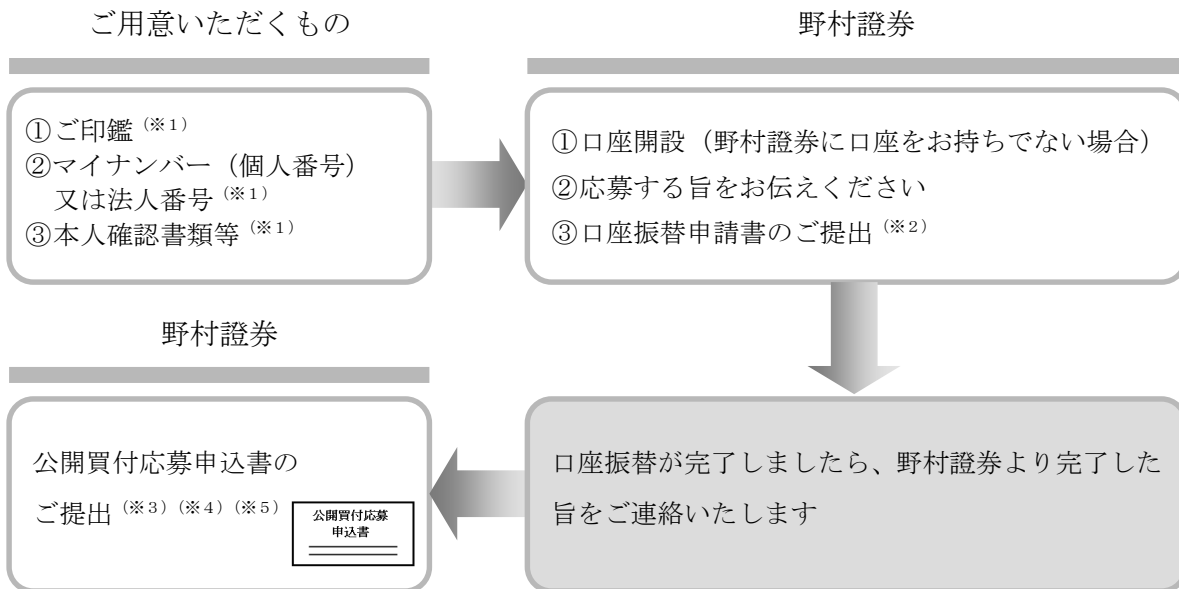 ご用意いただくもの
①ご印鑑(※1)
②マイナンバー(個人番号)
又は法人番号(※1)
③本人確認書類等(※1)
野村證券
①口座開設(野村證券に口座をお持ちでない場合)
②応募する旨をお伝えください
③口座振替申請書のご提出(※2)
口座振替が完了しましたら、野村證券より完了した
旨をご連絡いたします
野村證券
公開買付応募申込書の
ご提出(※3)(※4)(※5)
公開買付応募
申込書